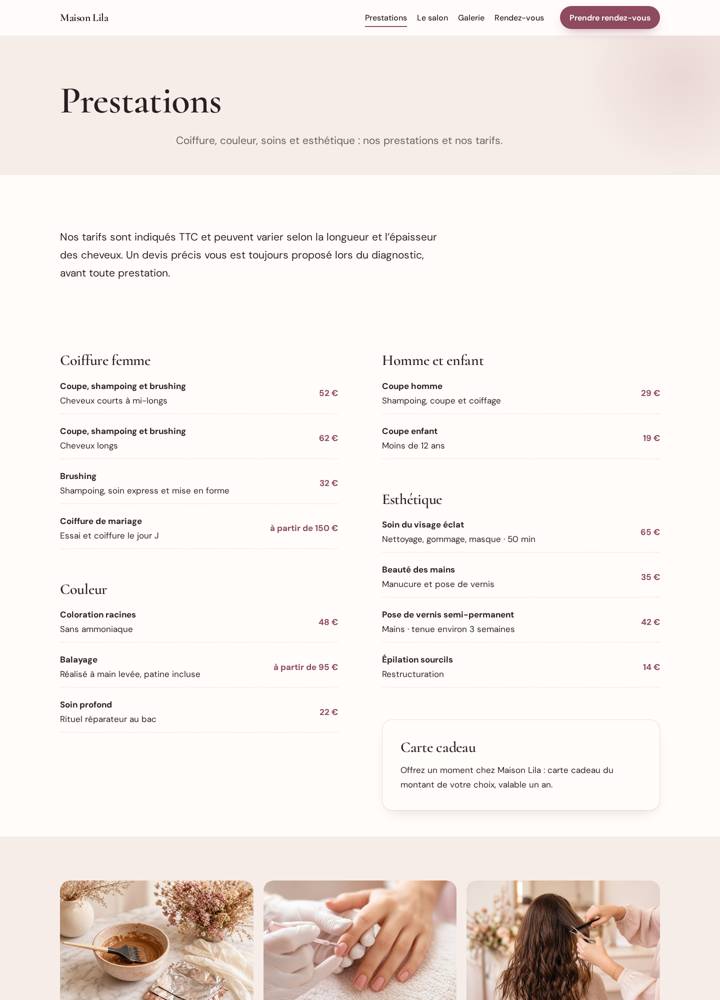 Maison Lila
Prestations
Le salon
Galerie
Rendez-vous
Prendre rendez-vous
Prestations
Coiffure, couleur, soins et esthétique : nos prestations et nos tarifs.
Nos tarifs sont indiqués TTC et peuvent varier selon la longueur et l'épaisseur
des cheveux. Un devis précis vous est toujours proposé lors du diagnostic,
avant toute prestation.
Coiffure femme
Coupe, shampoing et brushing
Cheveux courts à mi-longs
52 €
Coupe, shampoing et brushing
Cheveux longs
62 €
Brushing
Shampoing, soin express et mise en forme
32 €
Coiffure de mariage
Essai et coiffure le jour J
à partir de 150 €
Couleur
Coloration racines
Sans ammoniaque
48 €
Balayage
Réalisé à main levée, patine incluse
à partir de 95 €
Soin profond
Rituel réparateur au bac
22 €
Homme et enfant
Coupe homme
Shampoing, coupe et coiffage
29 €
Coupe enfant
Moins de 12 ans
19 €
Esthétique
Soin du visage éclat
Nettoyage, gommage, masque · 50 min
65 €
Beauté des mains
Manucure et pose de vernis
35 €
Pose de vernis semi-permanent
Mains · tenue environ 3 semaines
42 €
Épilation sourcils
Restructuration
14 €
Carte cadeau
Offrez un moment chez Maison Lila : carte cadeau du
montant de votre choix, valable un an.